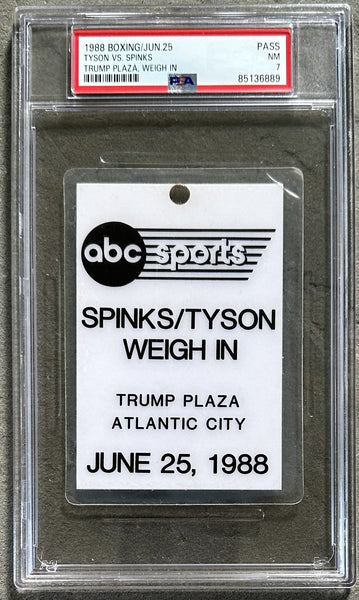 1988 BOXING/JUN.25 PASS
TYSON VS. SPINKS NM
TRUMP PLAZA, WEIGH IN 7
PSA 85136889
abc sports
SPINKS/TYSON
WEIGH IN
TRUMP PLAZA
ATLANTIC CITY
JUNE 25, 1988